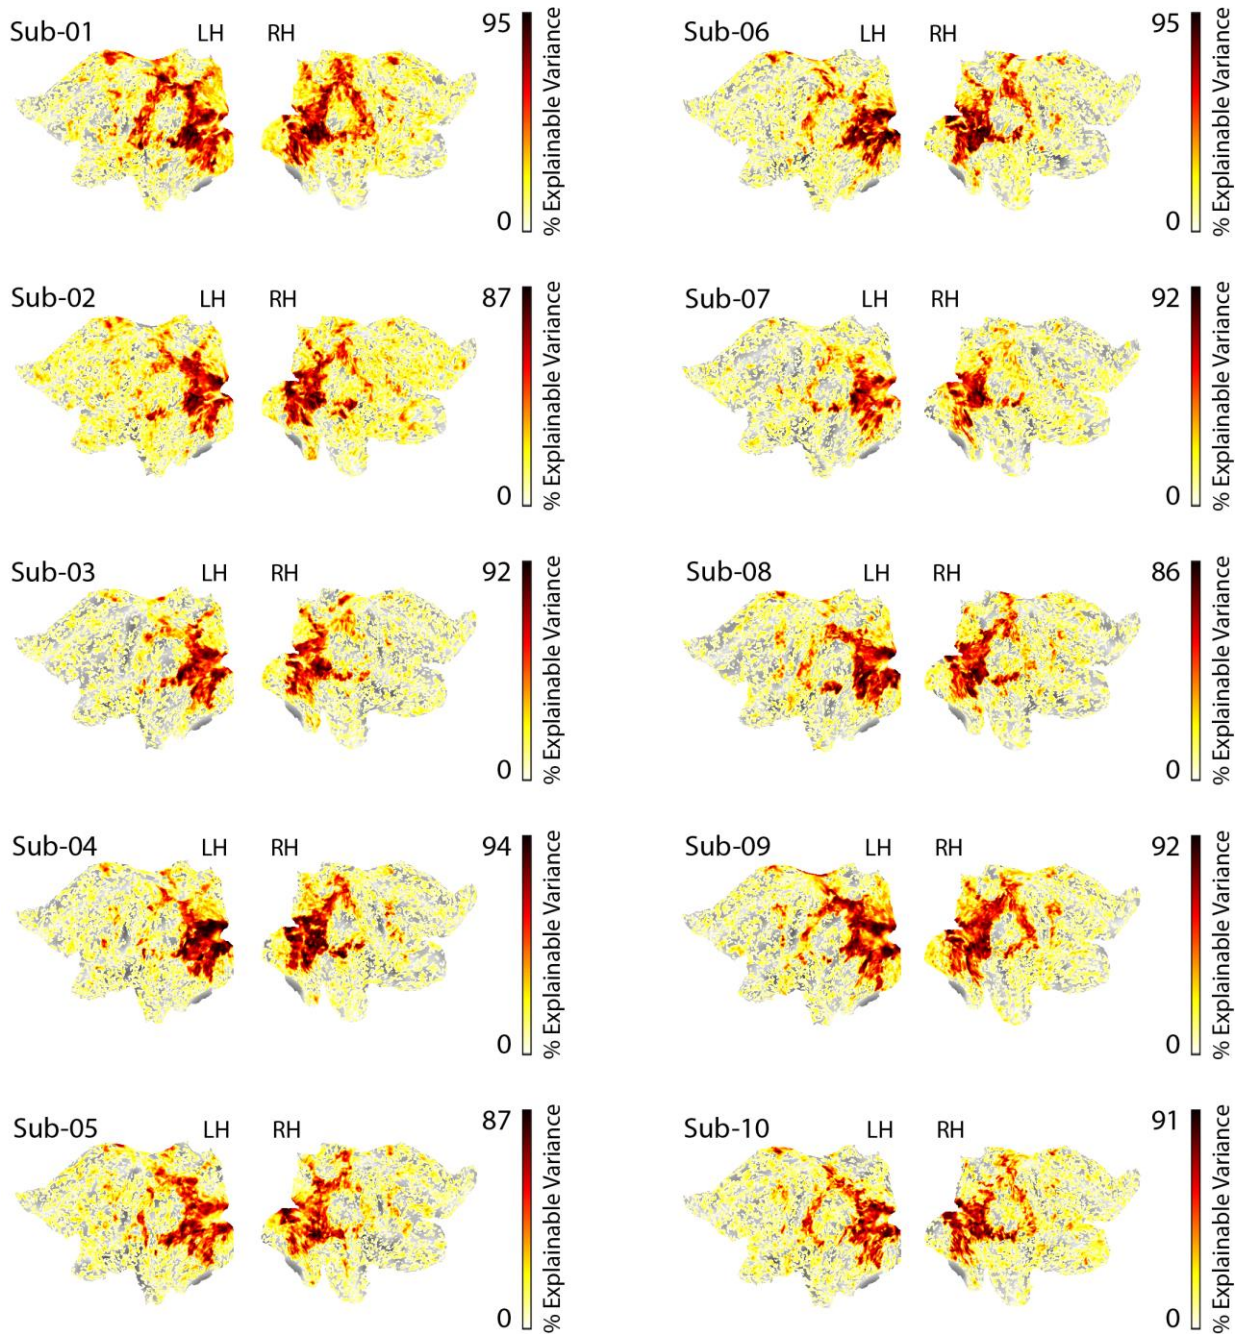 Sub-01 LH RH 95 0 % Explainable Variance
Sub-06 LH RH 95 0 % Explainable Variance
Sub-02 LH RH 87 0 % Explainable Variance
Sub-07 LH RH 92 0 % Explainable Variance
Sub-03 LH RH 92 0 % Explainable Variance
Sub-08 LH RH 86 0 % Explainable Variance
Sub-04 LH RH 94 0 % Explainable Variance
Sub-09 LH RH 92 0 % Explainable Variance
Sub-05 LH RH 87 0 % Explainable Variance
Sub-10 LH RH 91 0 % Explainable Variance